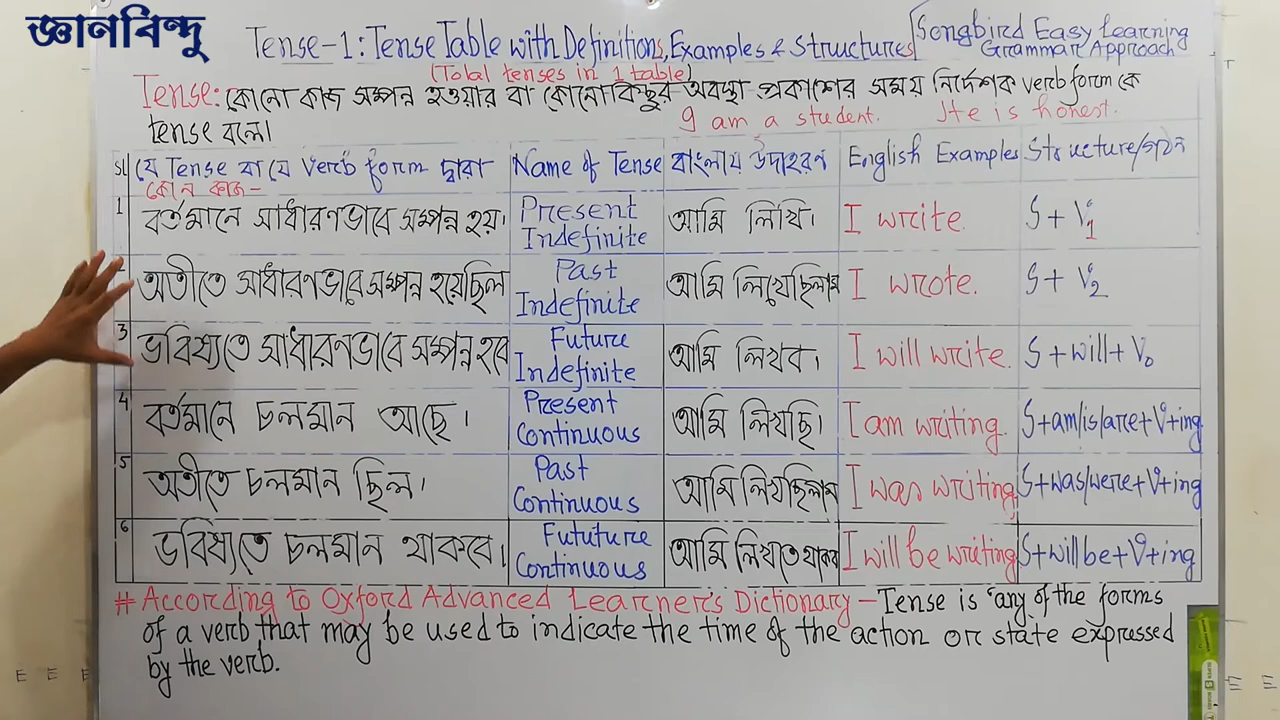 জ্ঞানবিন্দু
Tense-1: Tense Table with Definitions, Examples & Structures
Songbird Easy Learning
Grammar Approach
(Total tenses in 1 table)
Tense: কোনো কাজ সম্পন্ন হওয়ার বা কোনোকিছুর অবস্থা প্রকাশের সময় নির্দেশক verb form কে
tense বলে।
I am a student. He is honest.
Sl যে Tense বা যে Verb form দ্বারা Name of Tense বাংলায় উদাহরণ English Examples Structure/গঠন
কোন কাজ-
1 বর্তমানে সাধারণভাবে সম্পন্ন হয়। Present Indefinite আমি লিখি। I write. S + V1
2 অতীতে সাধারণভাবে সম্পন্ন হয়েছিল Past Indefinite আমি লিখেছিলাম I wrote. S + V2
3 ভবিষ্যতে সাধারণভাবে সম্পন্ন হবে Future Indefinite আমি লিখব। I will write. S + will + V0
4 বর্তমানে চলমান আছে। Present Continuous আমি লিখছি। I am writing. S+am/is/are+V+ing
5 অতীতে চলমান ছিল। Past Continuous আমি লিখছিলাম I was writing. S+was/were+V+ing
6 ভবিষ্যতে চলমান থাকবে। Fututure Continuous আমি লিখতে থাকব I will be writing S+will be+V+ing
# According to Oxford Advanced Learner's Dictionary – Tense is "any of the forms
of a verb that may be used to indicate the time of the action or state expressed
by the verb.